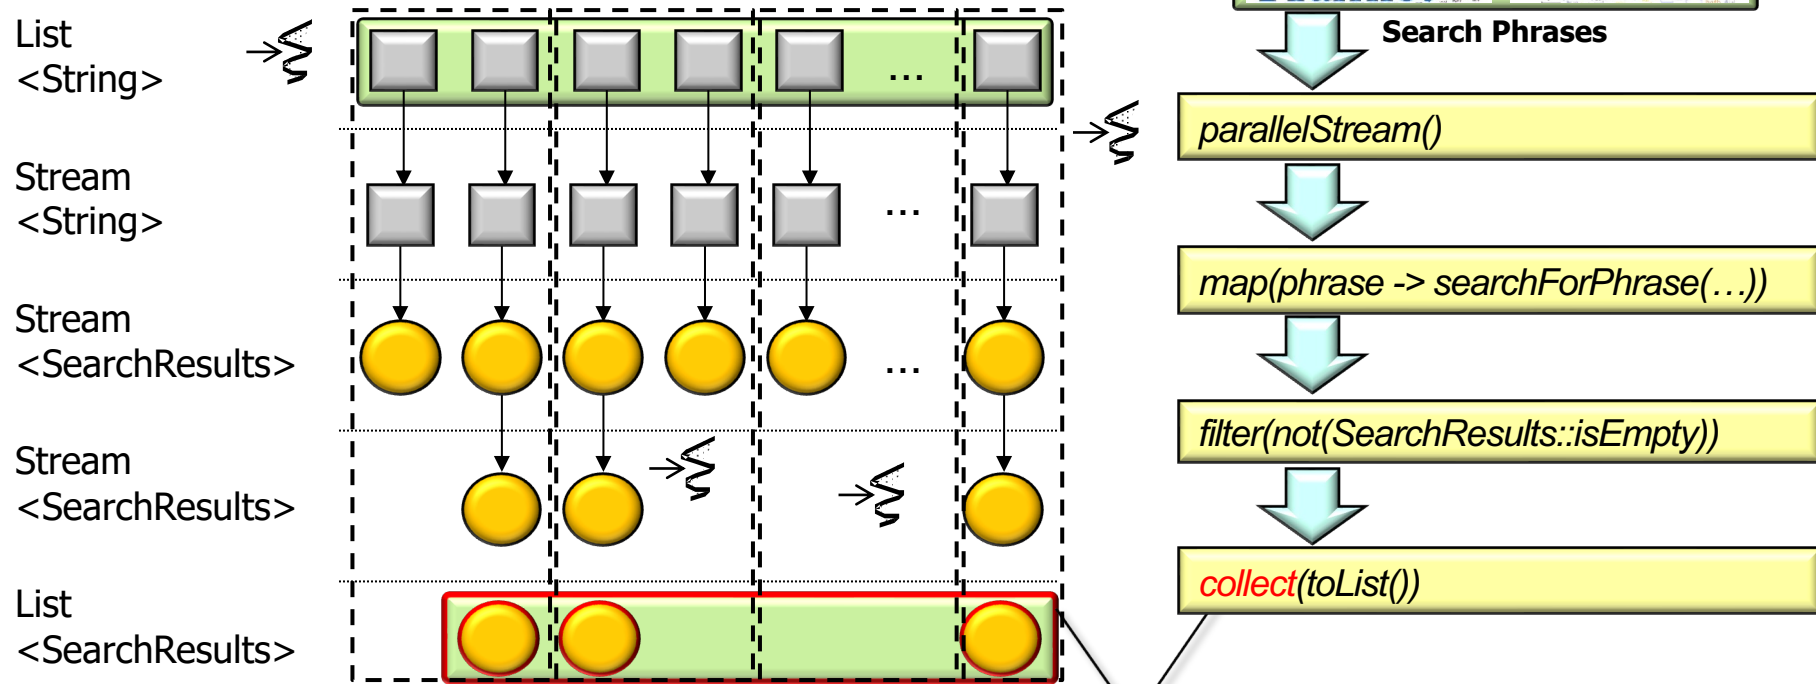 List
<String>
...
Search Phrases
parallelStream()
Stream
<String>
...
map(phrase -> searchForPhrase(…))
Stream
<SearchResults>
...
filter(not(SearchResults::isEmpty))
Stream
<SearchResults>
collect(toList())
List
<SearchResults>